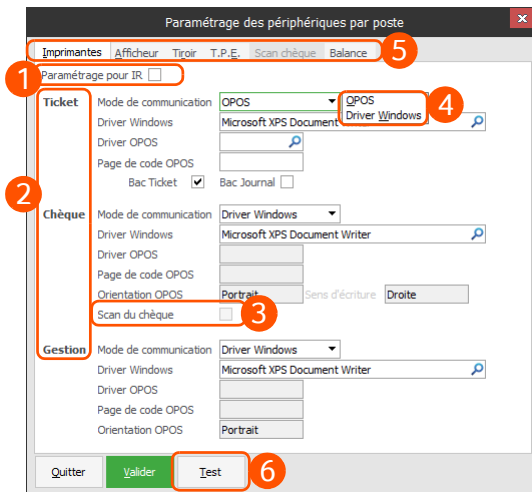 Paramétrage des périphériques par poste
x
Imprimantes Afficheur Tiroir T.P.E. Scan chèque Balance 5
1 Paramétrage pour IR
Ticket Mode de communication OPOS OPOS 4
Driver Windows
Driver Windows Microsoft XPS Document
Driver OPOS
Page de code OPOS
Bac Ticket Bac Journal
2
Chèque Mode de communication Driver Windows
Driver Windows Microsoft XPS Document Writer
Driver OPOS
Page de code OPOS
Orientation OPOS Portrait Sens d'écriture Droite
Scan du chèque 3
Gestion Mode de communication Driver Windows
Driver Windows Microsoft XPS Document Writer
Driver OPOS
Page de code OPOS
Orientation OPOS Portrait
Quitter Valider Test 6